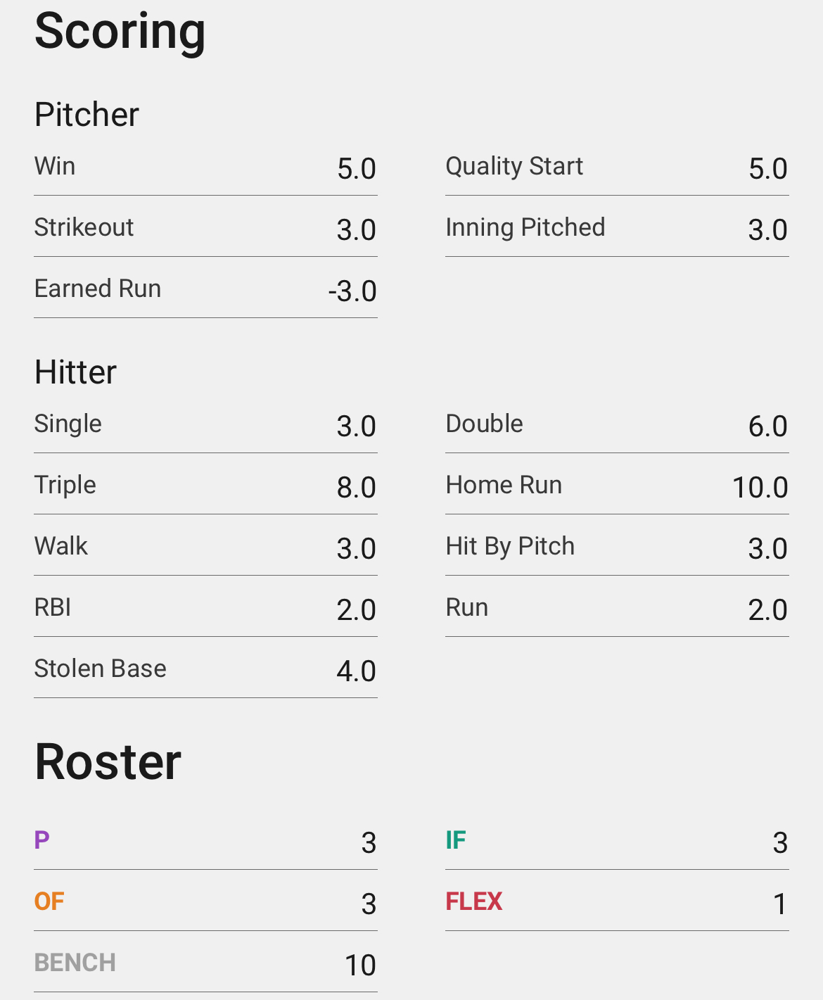 Scoring
Pitcher
Win 5.0 Quality Start 5.0
Strikeout 3.0 Inning Pitched 3.0
Earned Run -3.0
Hitter
Single 3.0 Double 6.0
Triple 8.0 Home Run 10.0
Walk 3.0 Hit By Pitch 3.0
RBI 2.0 Run 2.0
Stolen Base 4.0
Roster
P 3 IF 3
OF 3 FLEX 1
BENCH 10